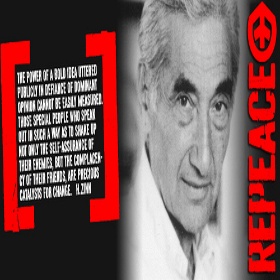 THE POWER OF A BOLD IDEA UTTERED
PUBLICLY IN DEFIANCE OF DOMINANT
OPINION CANNOT BE EASILY MEASURED.
THOSE SPECIAL PEOPLE WHO SPEAK
OUT IN SUCH A WAY AS TO SHAKE UP
NOT ONLY THE SELF-ASSURANCE OF
THEIR ENEMIES, BUT THE COMPLACEN-
CY OF THEIR FRIENDS, ARE PRECIOUS
CATALYSTS FOR CHANGE. H.ZINN
REPEACE